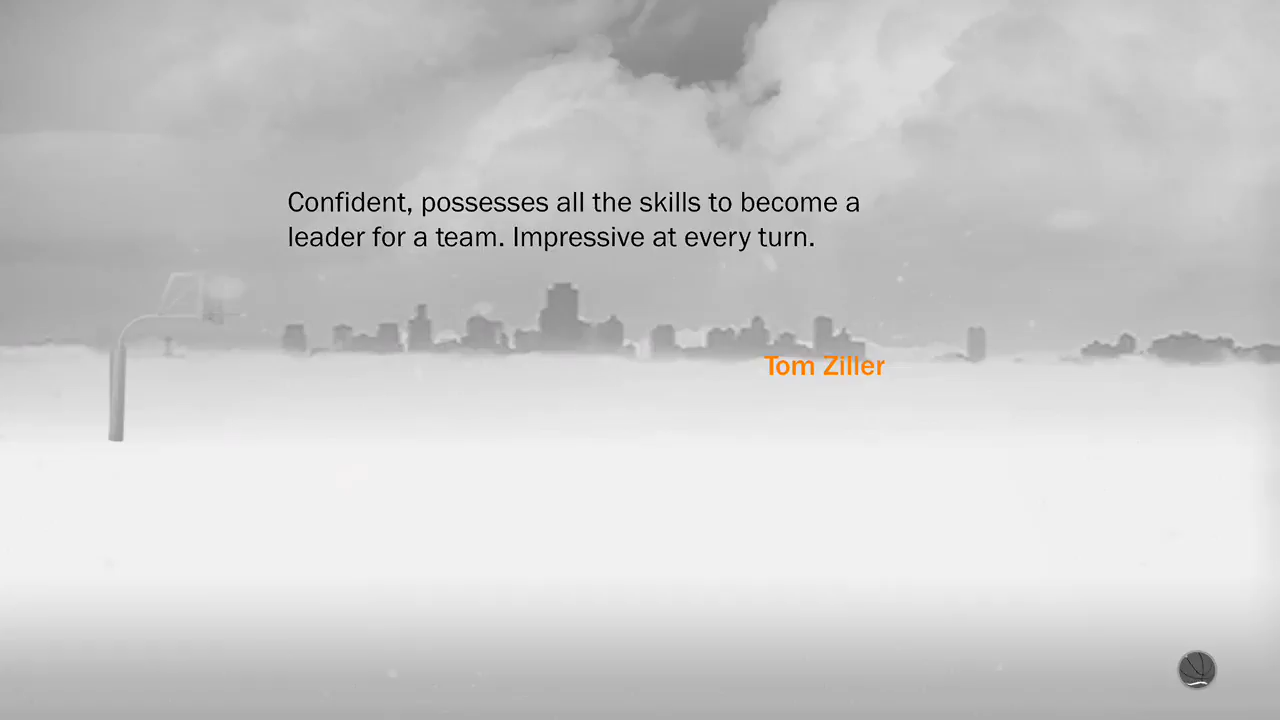 Confident, possesses all the skills to become a
leader for a team. Impressive at every turn.
Tom Ziller